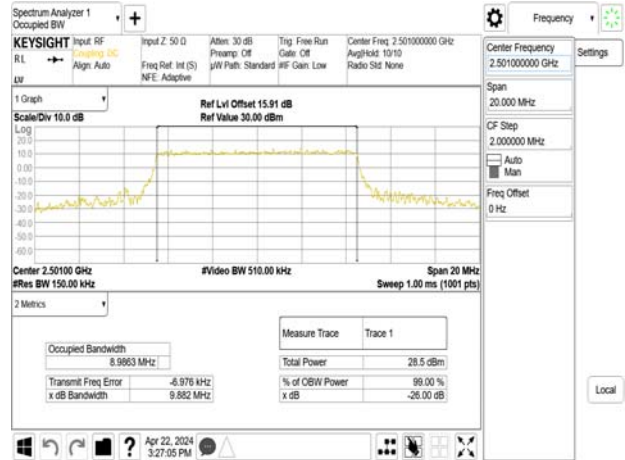 Spectrum Analyzer 1
Occupied BW
+
Frequency
KEYSIGHT
RL
Input: RF
Coupling: DC
Align: Auto
Input Z: 50 Ω
Freq Ref: Int (S)
NFE: Adaptive
Atten: 30 dB
Preamp: Off
µW Path: Standard
Trig: Free Run
Gate: Off
#IF Gain: Low
Center Freq: 2.501000000 GHz
Avg|Hold: 10/10
Radio Std: None
Center Frequency
2.501000000 GHz
Settings
Span
20.000 MHz
CF Step
2.000000 MHz
Auto
Man
Freq Offset
0 Hz
Local
1 Graph
Scale/Div 10.0 dB
Ref Lvl Offset 15.91 dB
Ref Value 30.00 dBm
Log
20.0
10.0
0.00
-10.0
-20.0
-30.0
-40.0
-50.0
-60.0
Center 2.50100 GHz
#Res BW 150.00 kHz
#Video BW 510.00 kHz
Span 20 MHz
Sweep 1.00 ms (1001 pts)
2 Metrics
Measure Trace Trace 1
Occupied Bandwidth
8.9863 MHz
Total Power 28.5 dBm
Transmit Freq Error -6.976 kHz
% of OBW Power 99.00 %
x dB Bandwidth 9.882 MHz
x dB -26.00 dB
?
Apr 22, 2024
3:27:05 PM